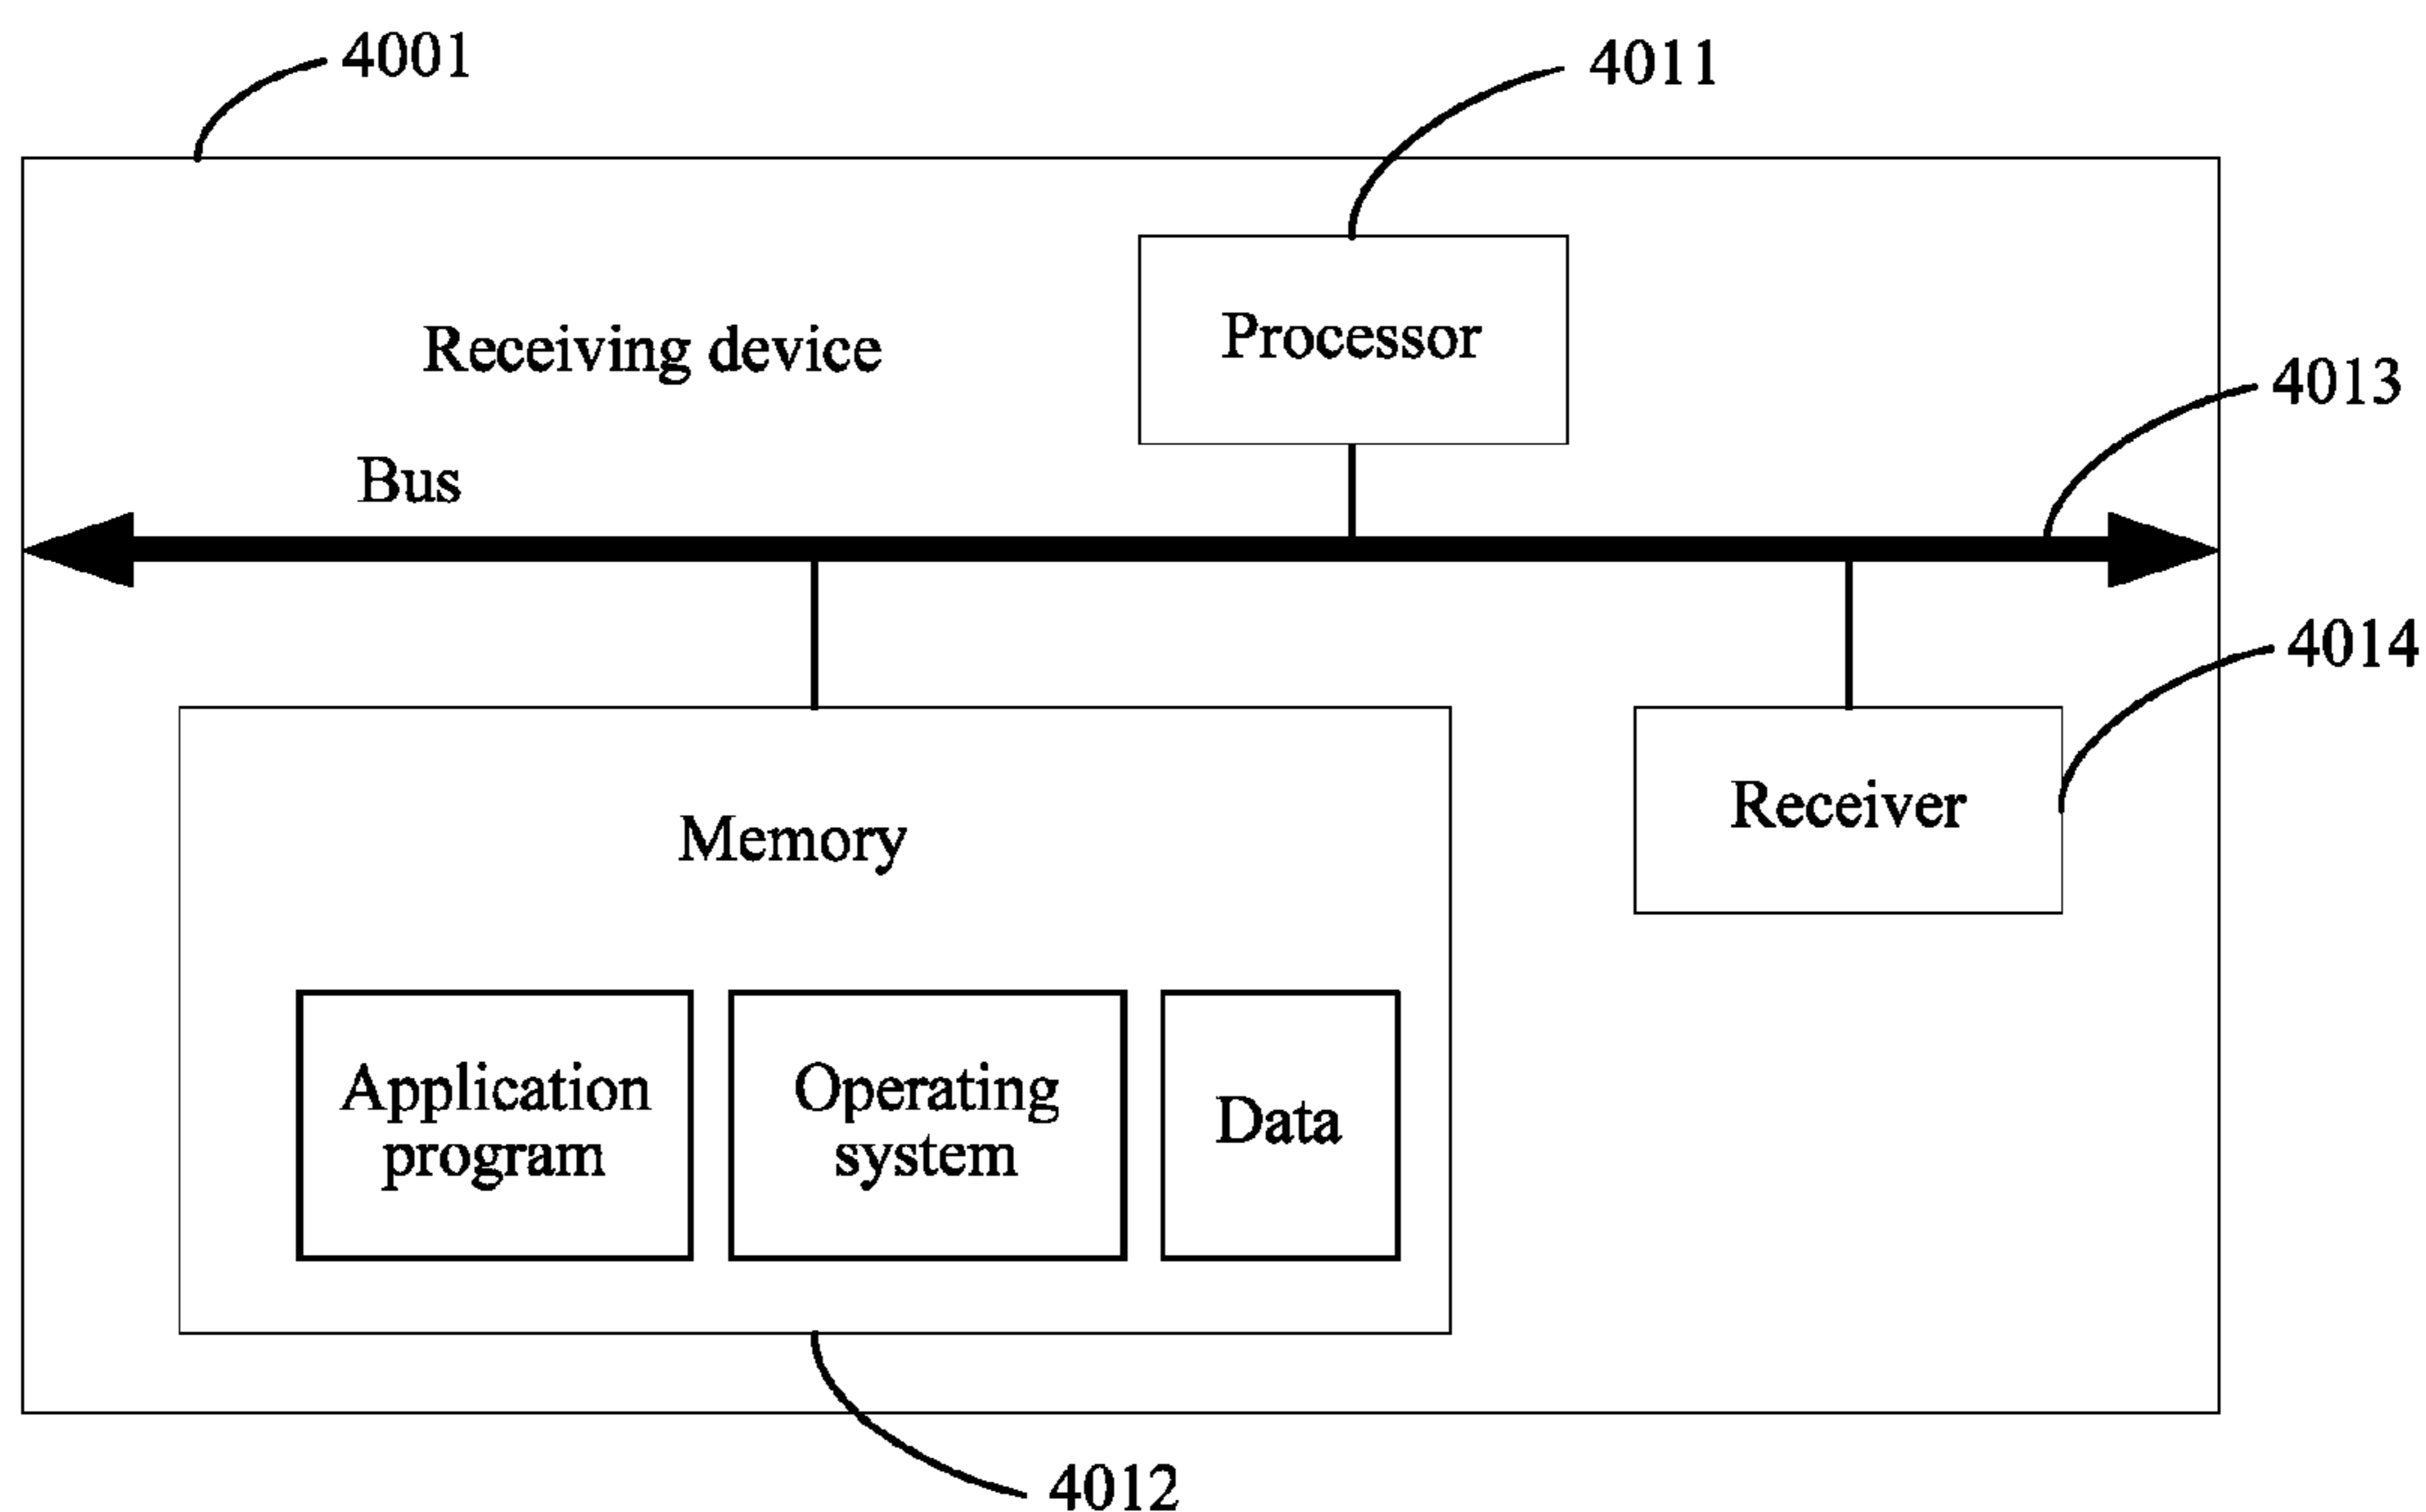 4001
4011
Processor
Receiving device
4013
Bus
4014
Memory
Receiver
Application
program
Operating
system
Data
4012